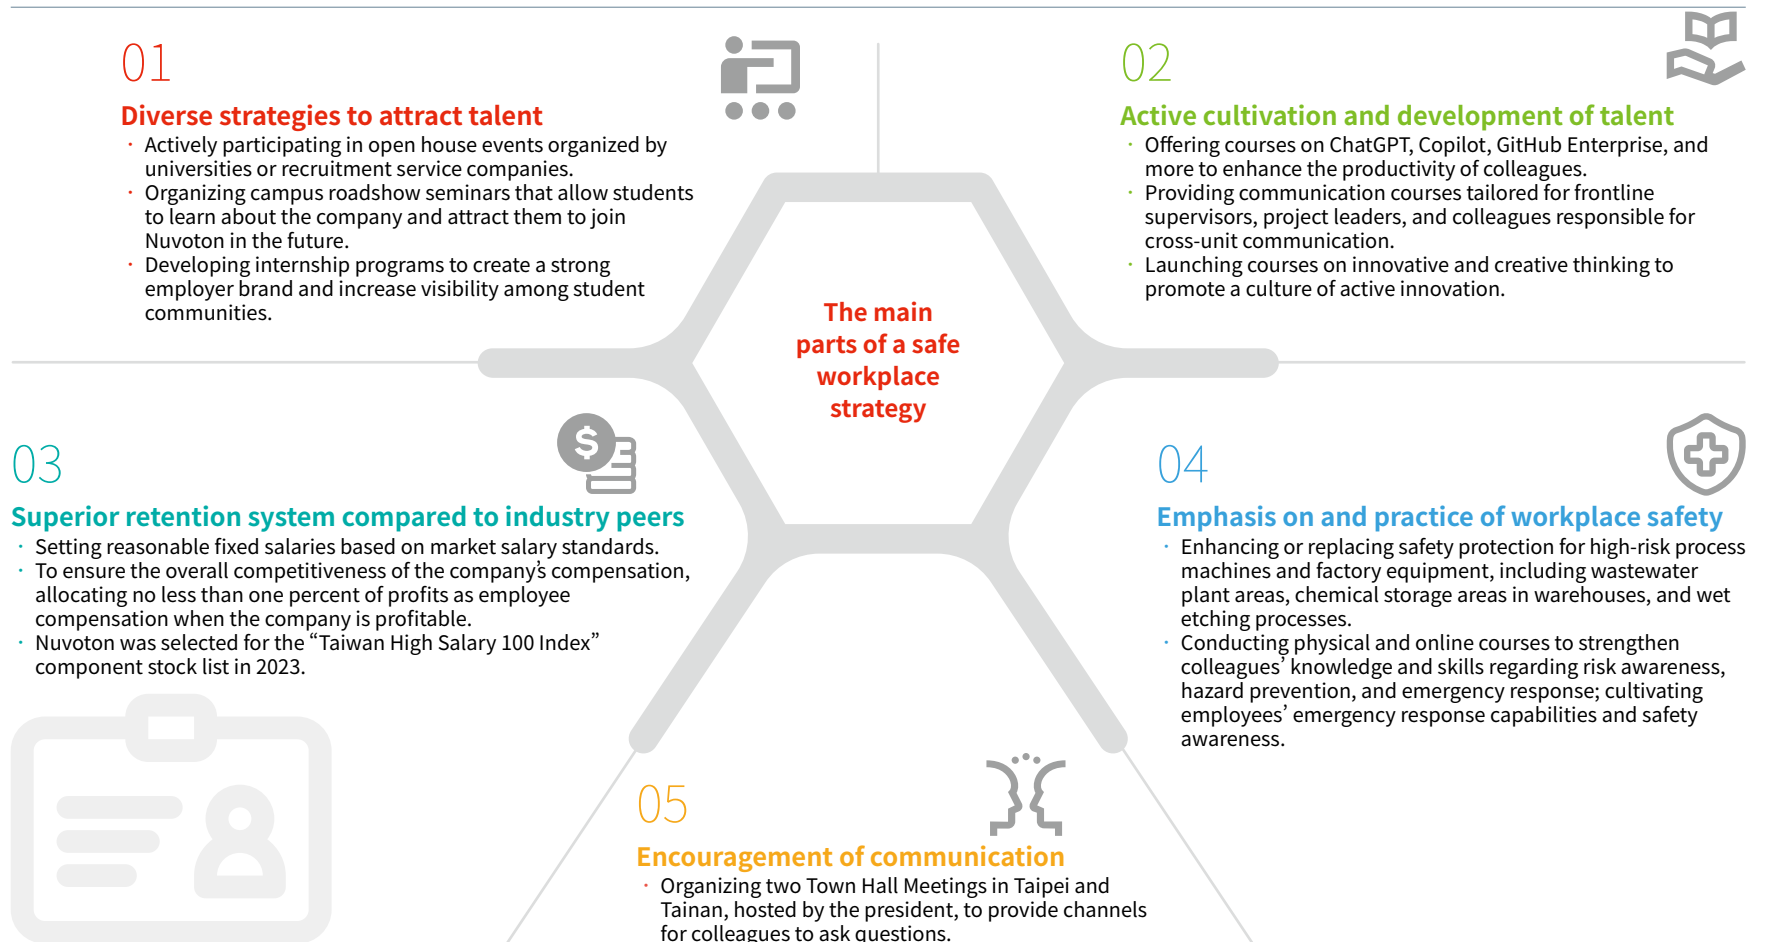 01
Diverse strategies to attract talent
· Actively participating in open house events organized by
universities or recruitment service companies.
· Organizing campus roadshow seminars that allow students
to learn about the company and attract them to join
Nuvoton in the future.
· Developing internship programs to create a strong
employer brand and increase visibility among student
communities.
02
Active cultivation and development of talent
· Offering courses on ChatGPT, Copilot, GitHub Enterprise, and
more to enhance the productivity of colleagues.
· Providing communication courses tailored for frontline
supervisors, project leaders, and colleagues responsible for
cross-unit communication.
· Launching courses on innovative and creative thinking to
promote a culture of active innovation.
The main
parts of a safe
workplace
strategy
03
$
Superior retention system compared to industry peers
· Setting reasonable fixed salaries based on market salary standards.
· To ensure the overall competitiveness of the company’s compensation,
allocating no less than one percent of profits as employee
compensation when the company is profitable.
· Nuvoton was selected for the “Taiwan High Salary 100 Index”
component stock list in 2023.
04
Emphasis on and practice of workplace safety
· Enhancing or replacing safety protection for high-risk process
machines and factory equipment, including wastewater
plant areas, chemical storage areas in warehouses, and wet
etching processes.
· Conducting physical and online courses to strengthen
colleagues’ knowledge and skills regarding risk awareness,
hazard prevention, and emergency response; cultivating
employees’ emergency response capabilities and safety
awareness.
05
Encouragement of communication
· Organizing two Town Hall Meetings in Taipei and
Tainan, hosted by the president, to provide channels
for colleagues to ask questions.